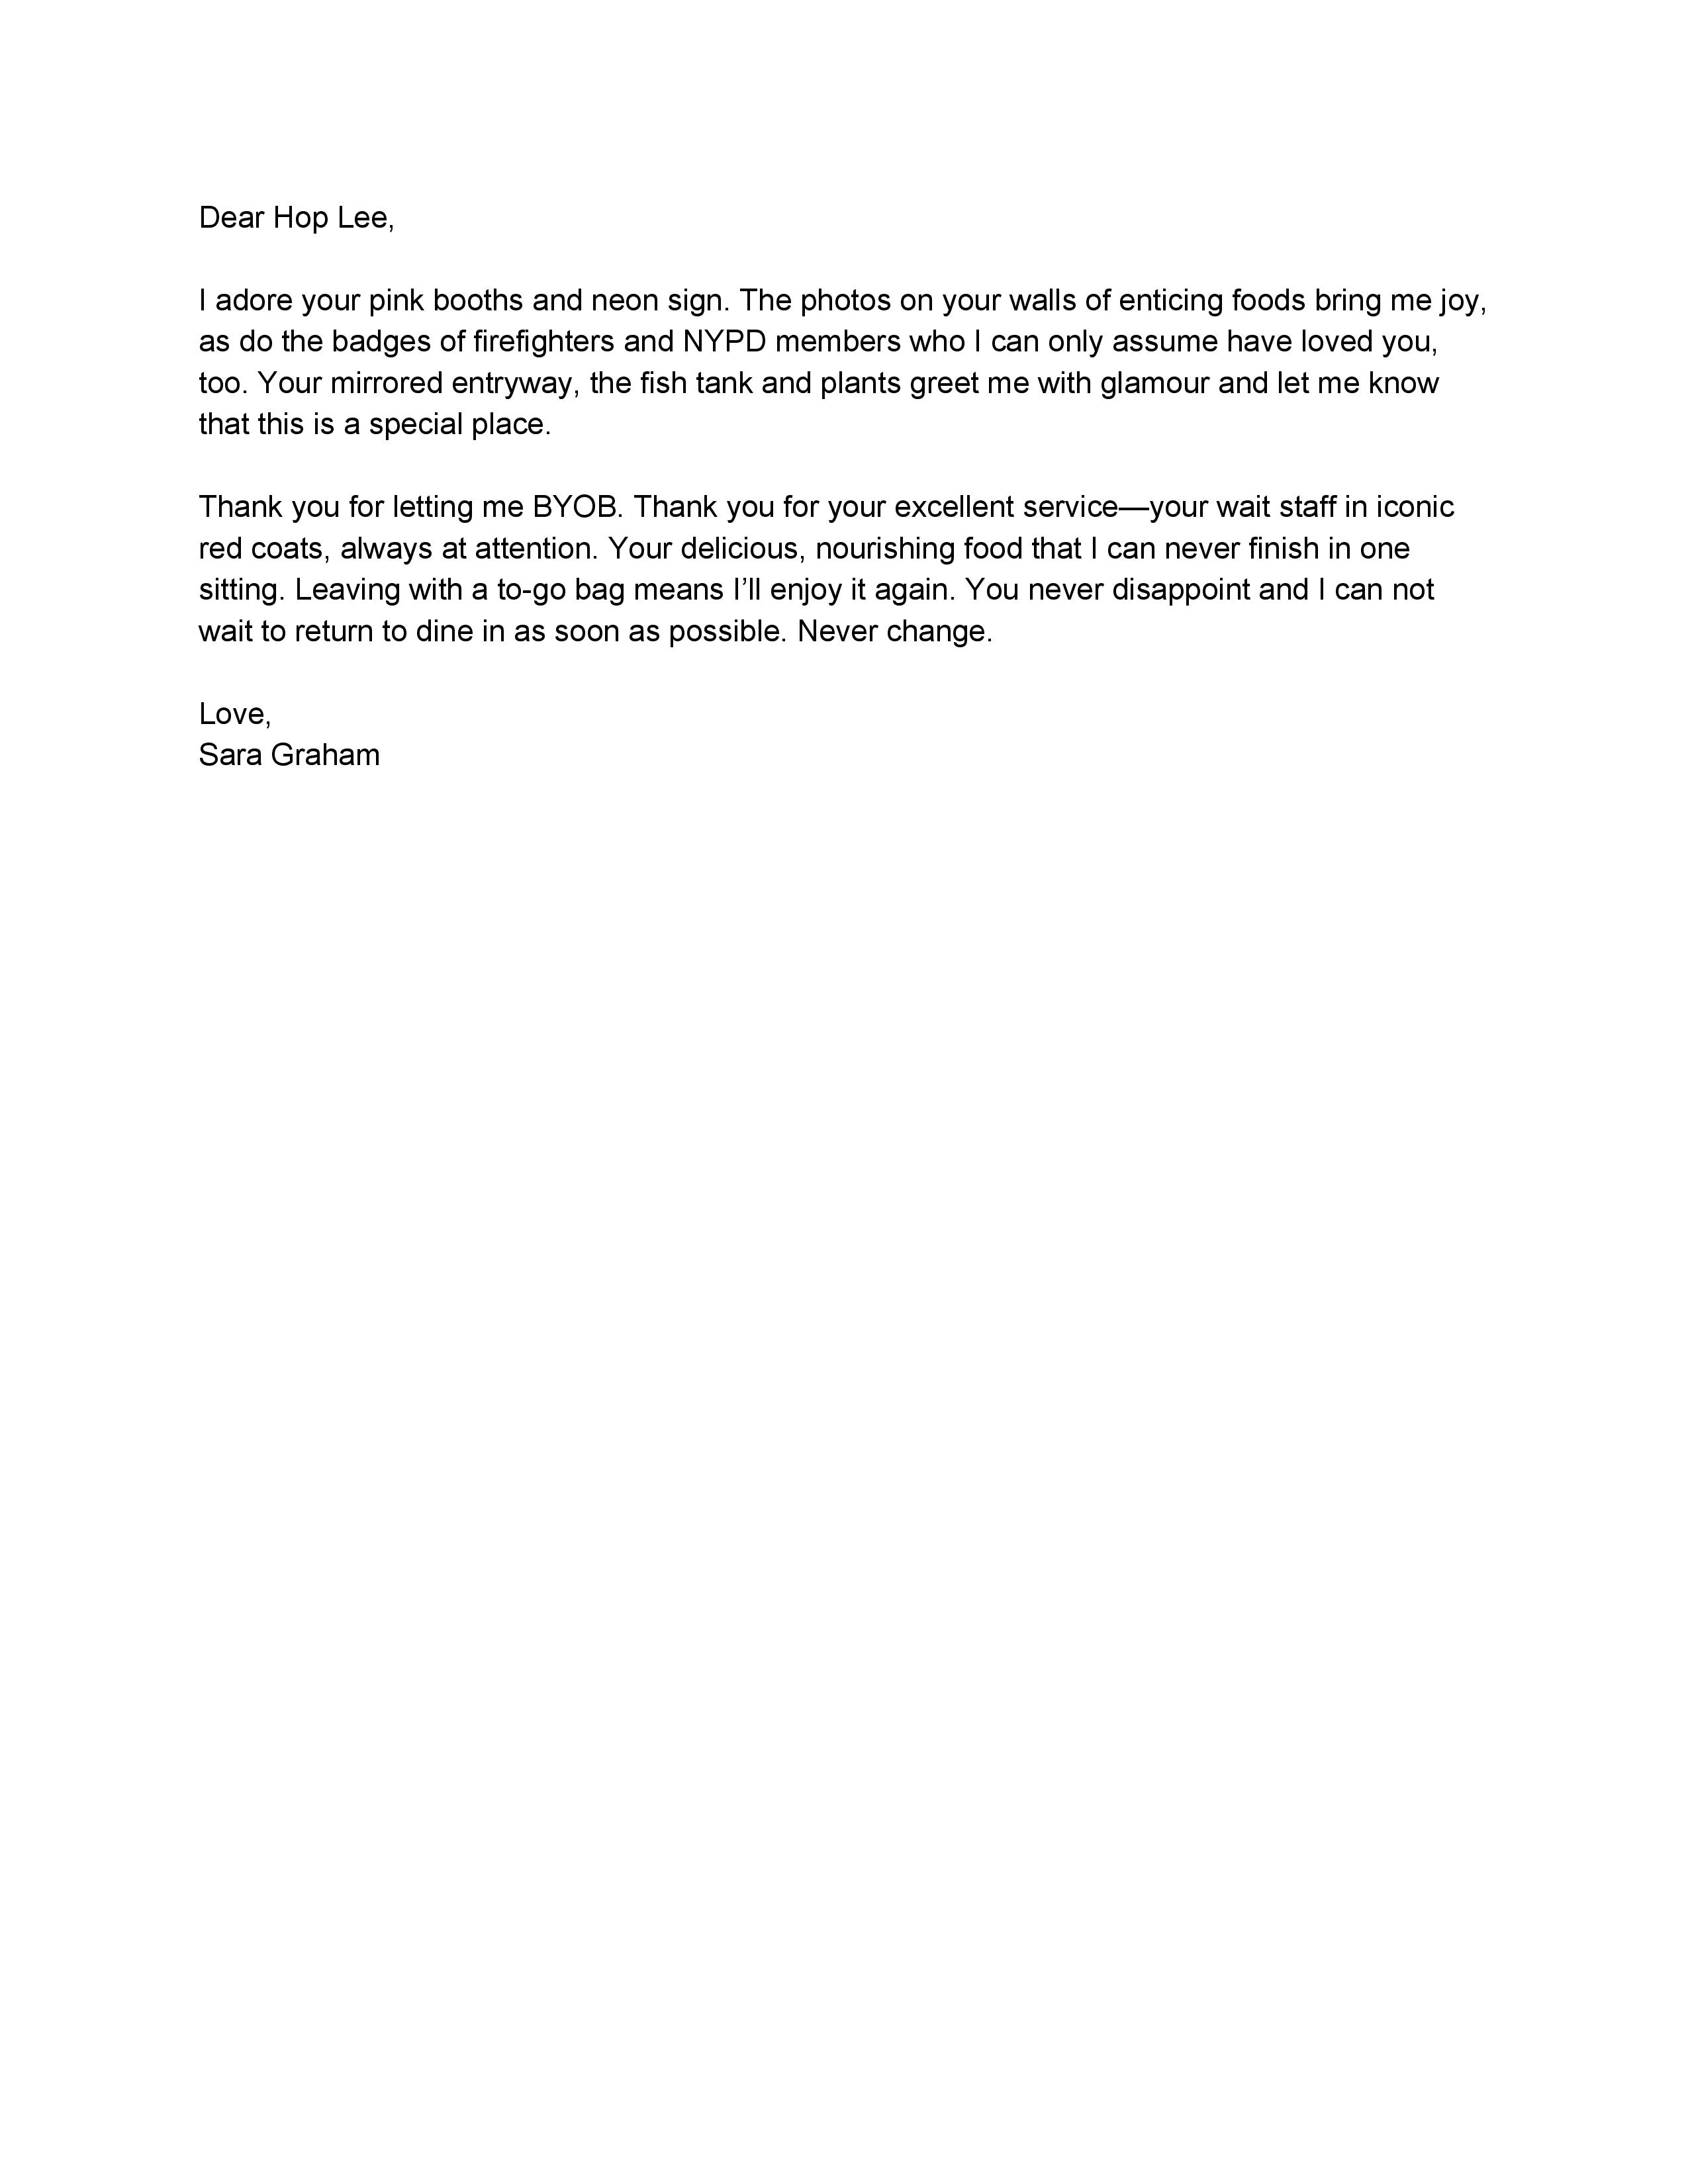 Dear Hop Lee,
I adore your pink booths and neon sign. The photos on your walls of enticing foods bring me joy,
as do the badges of firefighters and NYPD members who I can only assume have loved you,
too. Your mirrored entryway, the fish tank and plants greet me with glamour and let me know
that this is a special place.
Thank you for letting me BYOB. Thank you for your excellent service—your wait staff in iconic
red coats, always at attention. Your delicious, nourishing food that I can never finish in one
sitting. Leaving with a to-go bag means I’ll enjoy it again. You never disappoint and I can not
wait to return to dine in as soon as possible. Never change.
Love,
Sara Graham